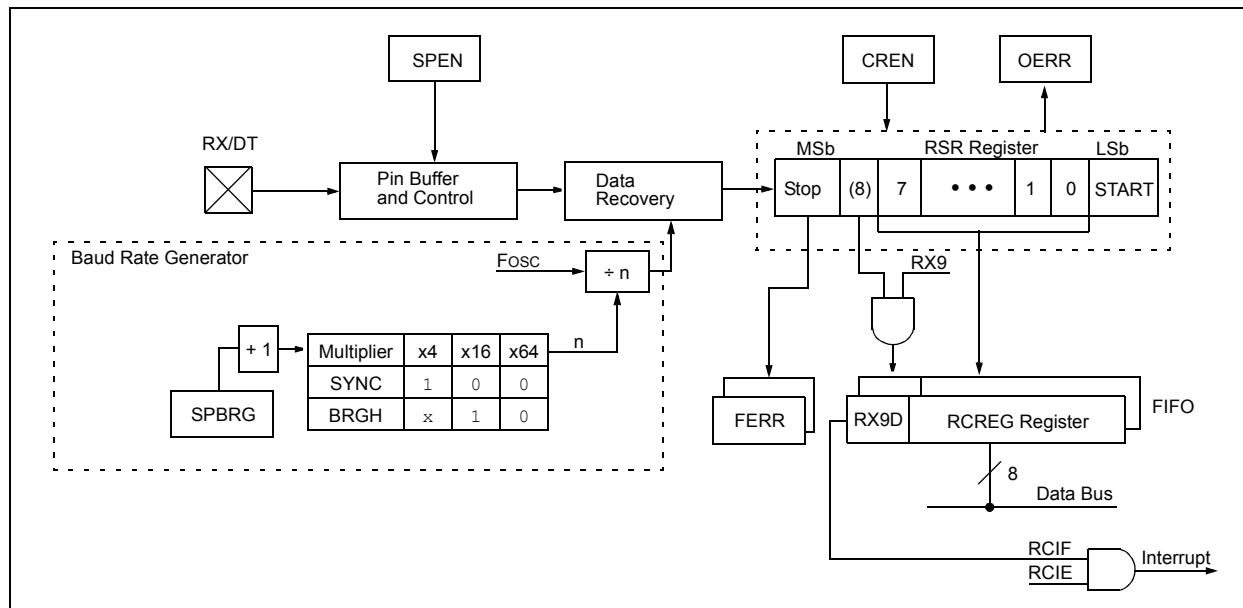 SPEN
CREN
OERR
RX/DT
MSb
RSR Register
LSb
Pin Buffer
and Control
Data
Recovery
Stop
(8)
7
• • •
1
0
START
Baud Rate Generator
FOSC
÷ n
RX9
+ 1
n
Multiplier x4 x16 x64
SYNC 1 0 0
BRGH x 1 0
SPBRG
FERR
RX9D
RCREG Register
FIFO
8
Data Bus
RCIF
RCIE
Interrupt